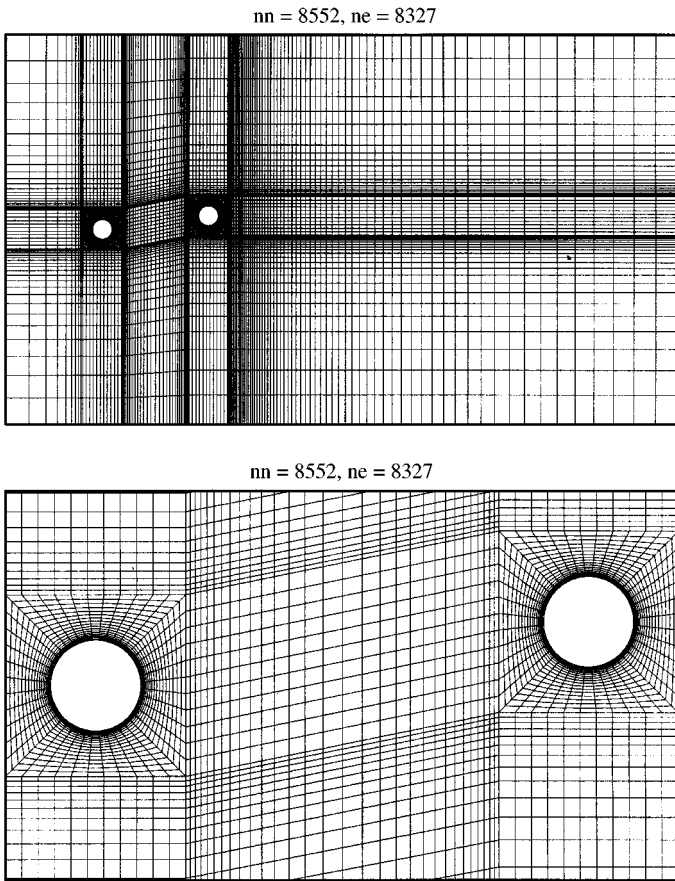 nn = 8552, ne = 8327
nn = 8552, ne = 8327